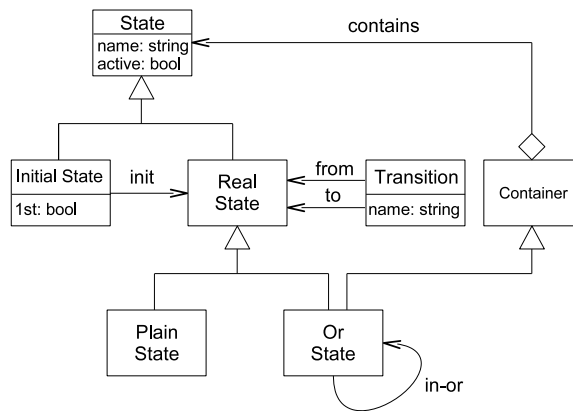 State
name: string
active: bool
contains
Initial State
1st: bool
init
Real
State
from
to
Transition
name: string
Container
Plain
State
Or
State
in-or